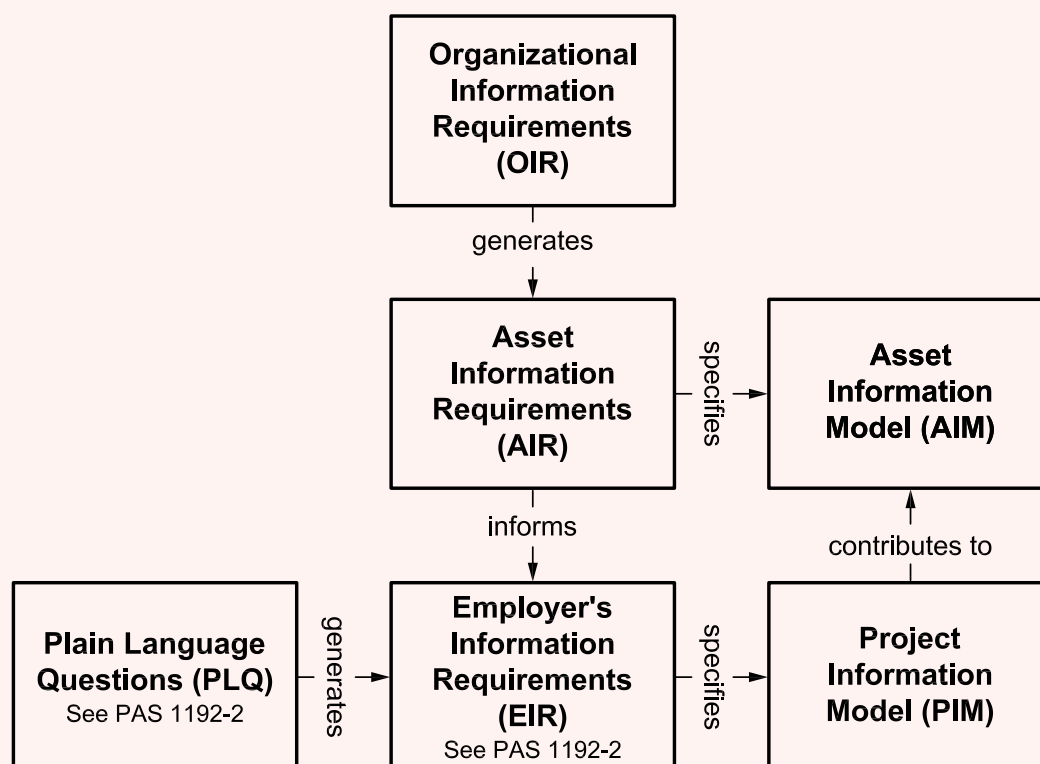 Organizational
Information
Requirements
(OIR)
generates
Asset
Information
Requirements
(AIR)
specifies
Asset
Information
Model (AIM)
informs
contributes to
Plain Language
Questions (PLQ)
See PAS 1192-2
generates
Employer's
Information
Requirements
(EIR)
See PAS 1192-2
specifies
Project
Information
Model (PIM)